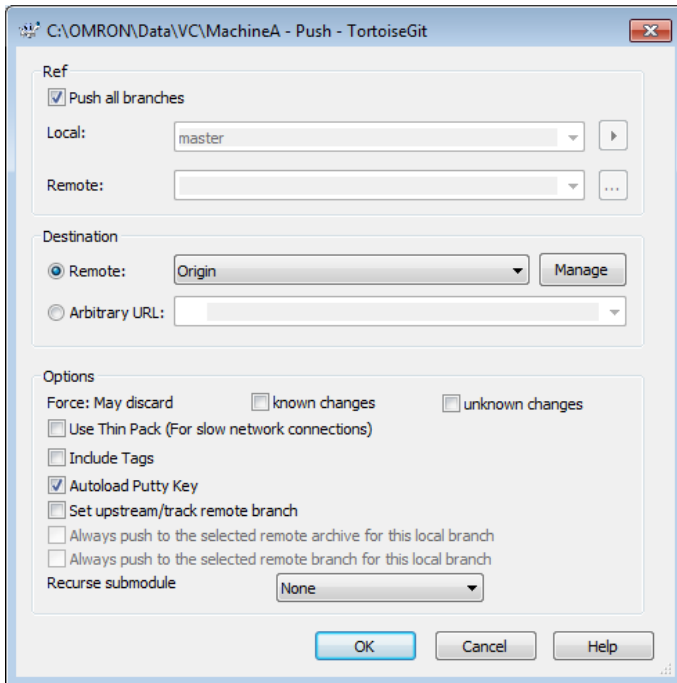 C:\OMRON\Data\VC\MachineA - Push - TortoiseGit
Ref
Push all branches
Local:
master
Remote:
...
Destination
Remote:
Origin
Manage
Arbitrary URL:
Options
Force: May discard
known changes
unknown changes
Use Thin Pack (For slow network connections)
Include Tags
Autoload Putty Key
Set upstream/track remote branch
Always push to the selected remote archive for this local branch
Always push to the selected remote branch for this local branch
Recurse submodule
None
OK
Cancel
Help